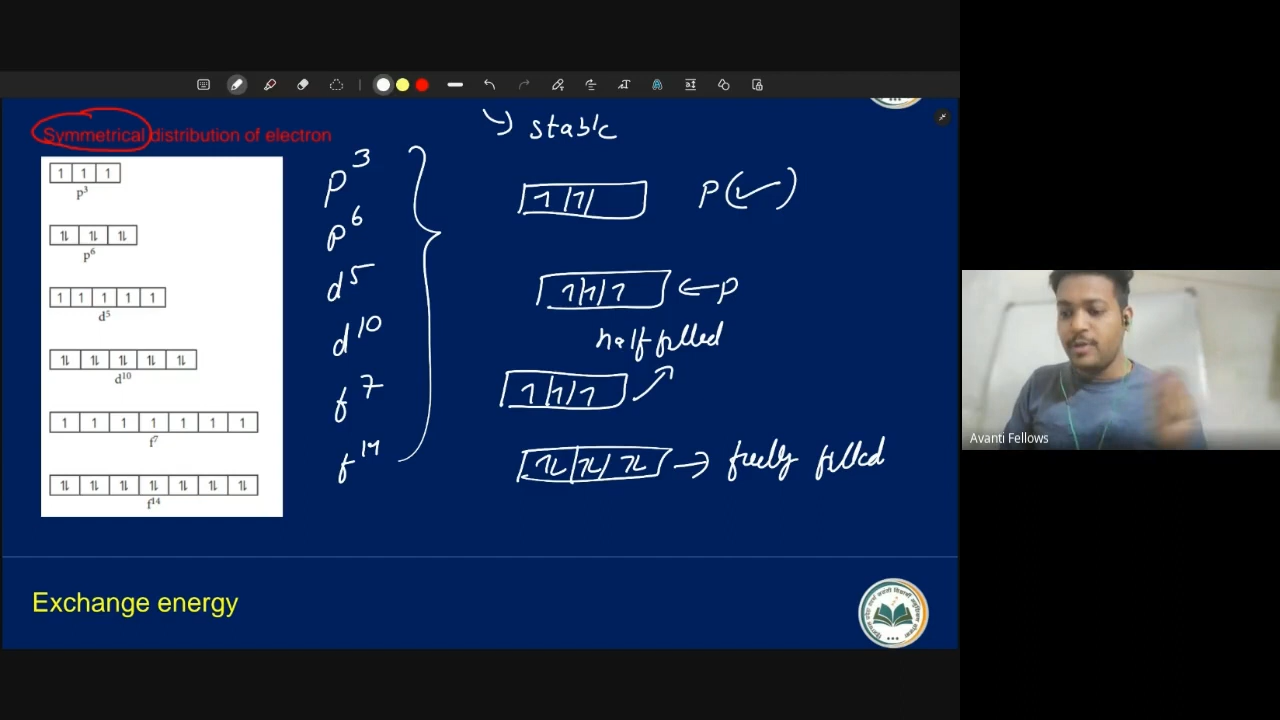 Symmetrical distribution of electron
p3
p6
d5
d10
f7
f14
p³
p⁶
d⁵
d¹⁰
f⁷
f¹⁴
stable
P(✓)
← p
half filled
→ fully filled
Exchange energy
Avanti Fellows